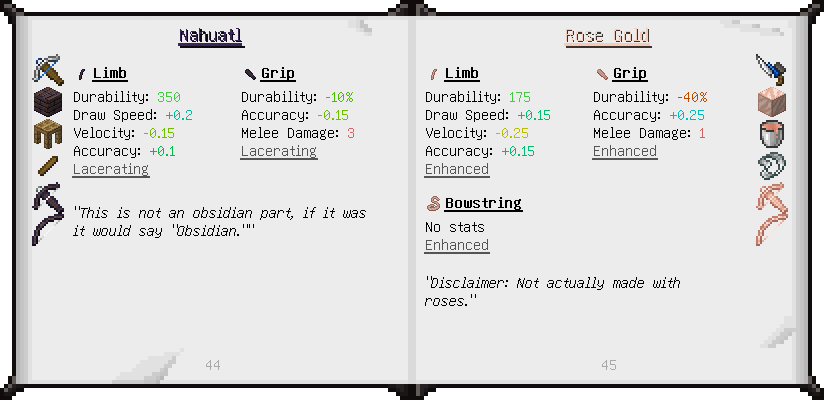 Nahuatl
Limb
Durability: 350
Draw Speed: +0.2
Velocity: -0.15
Accuracy: +0.1
Lacerating
Grip
Durability: -10%
Accuracy: -0.15
Melee Damage: 3
Lacerating
"This is not an obsidian part, if it was
it would say "Obsidian.""
44
Rose Gold
Limb
Durability: 175
Draw Speed: +0.15
Velocity: -0.25
Accuracy: +0.15
Enhanced
Grip
Durability: -40%
Accuracy: +0.25
Melee Damage: 1
Enhanced
Bowstring
No stats
Enhanced
"Disclaimer: Not actually made with
roses."
45